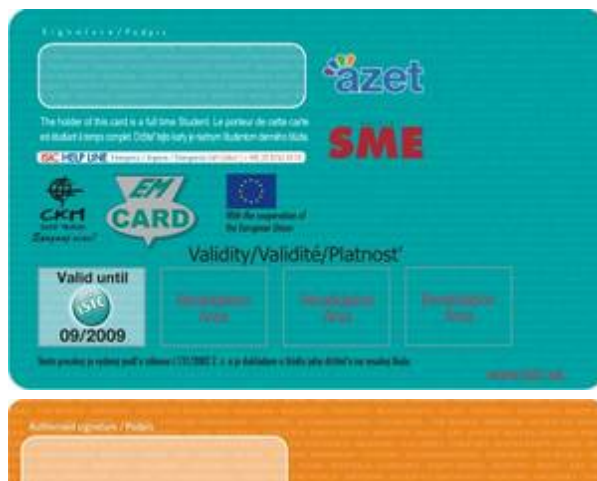 Signature/Podpis
azet
The holder of this card is a full time Student. Le porteur de cette carte
est étudiant à temps complet. Držiteľ tejto karty je riadnym študentom denného štúdia.
ISIC HELP LINE
SME
CKM
EM
CARD
With the cooperation of
the European Union
Validity/Validité/Platnosť
Valid until
ISIC
09/2009
Revalidation
Area
Revalidation
Area
Revalidation
Area
Authorised signature / Podpis